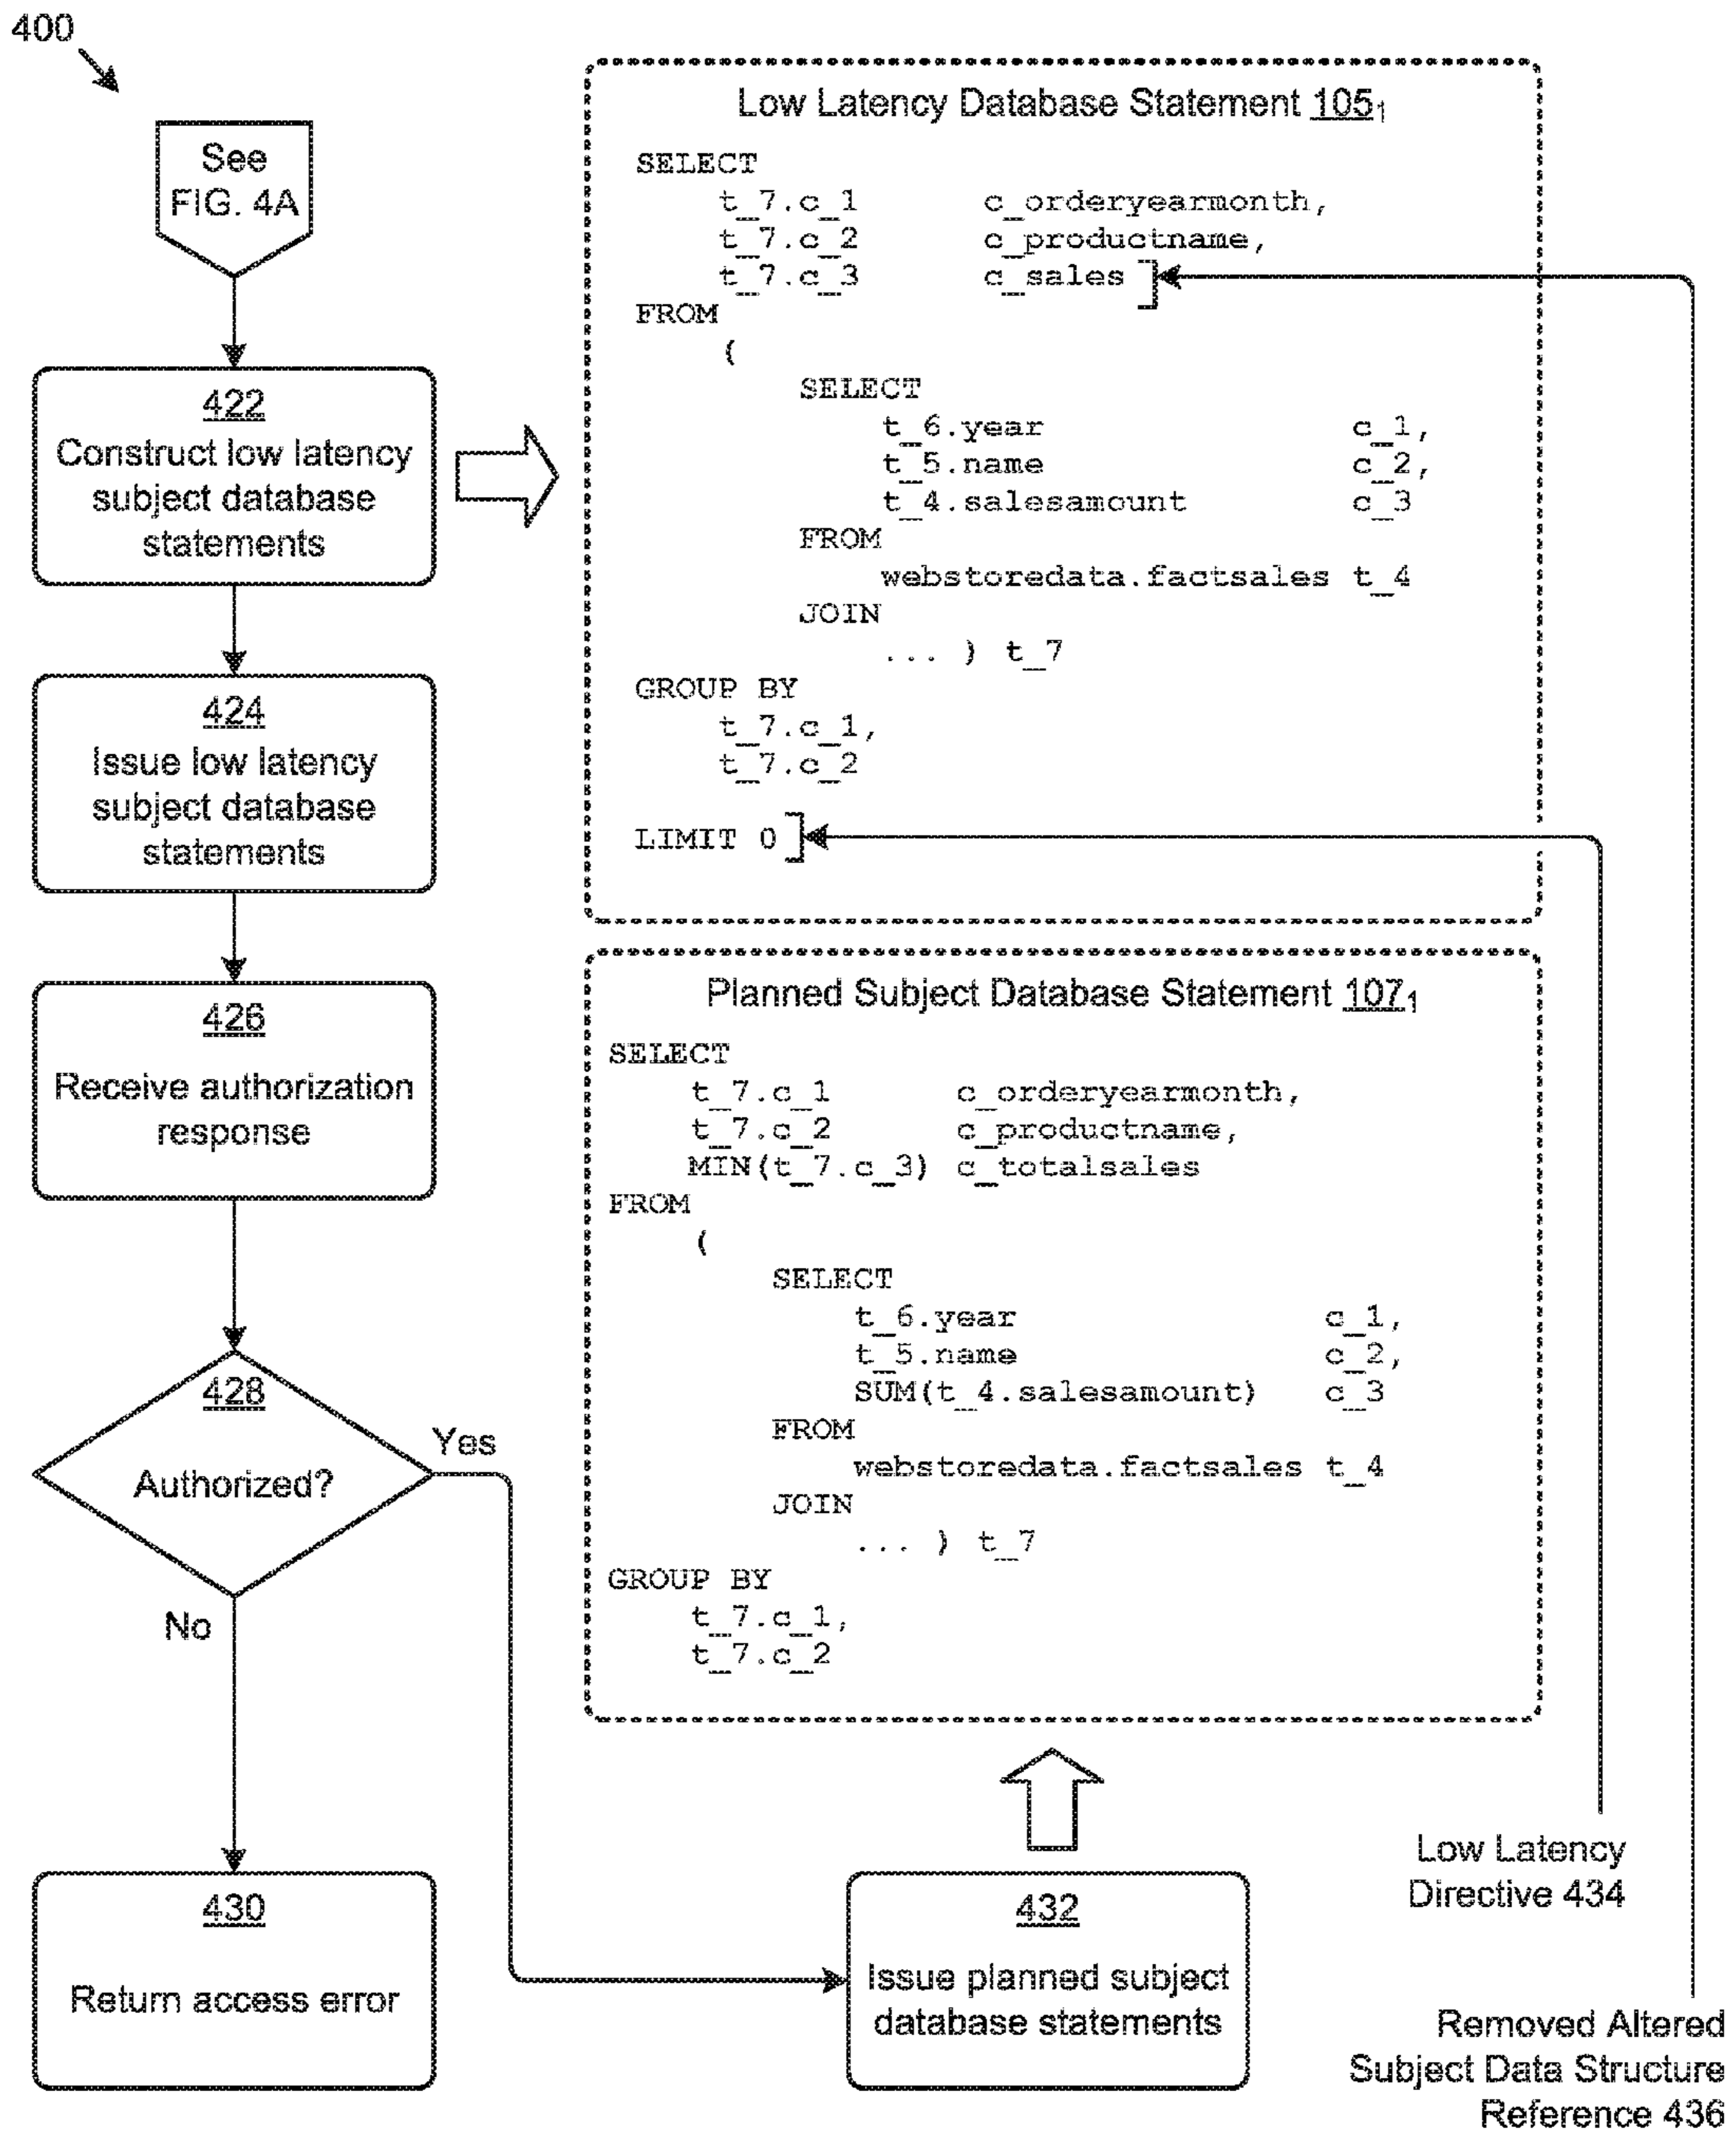 400
See
FIG. 4A
422
Construct low latency
subject database
statements
424
Issue low latency
subject database
statements
426
Receive authorization
response
428
Authorized?
Yes
No
430
Return access error
432
Issue planned subject
database statements
Low Latency Database Statement 105₁
SELECT
t_7.c_1 c_orderyearmonth,
t_7.c_2 c_productname,
t_7.c_3 c_sales
FROM
(
SELECT
t_6.year c_1,
t_5.name c_2,
t_4.salesamount c_3
FROM
webstoredata.factsales t_4
JOIN
... ) t_7
GROUP BY
t_7.c_1,
t_7.c_2
LIMIT 0
Planned Subject Database Statement 107₁
SELECT
t_7.c_1 c_orderyearmonth,
t_7.c_2 c_productname,
MIN(t_7.c_3) c_totalsales
FROM
(
SELECT
t_6.year c_1,
t_5.name c_2,
SUM(t_4.salesamount) c_3
FROM
webstoredata.factsales t_4
JOIN
... ) t_7
GROUP BY
t_7.c_1,
t_7.c_2
Low Latency
Directive 434
Removed Altered
Subject Data Structure
Reference 436